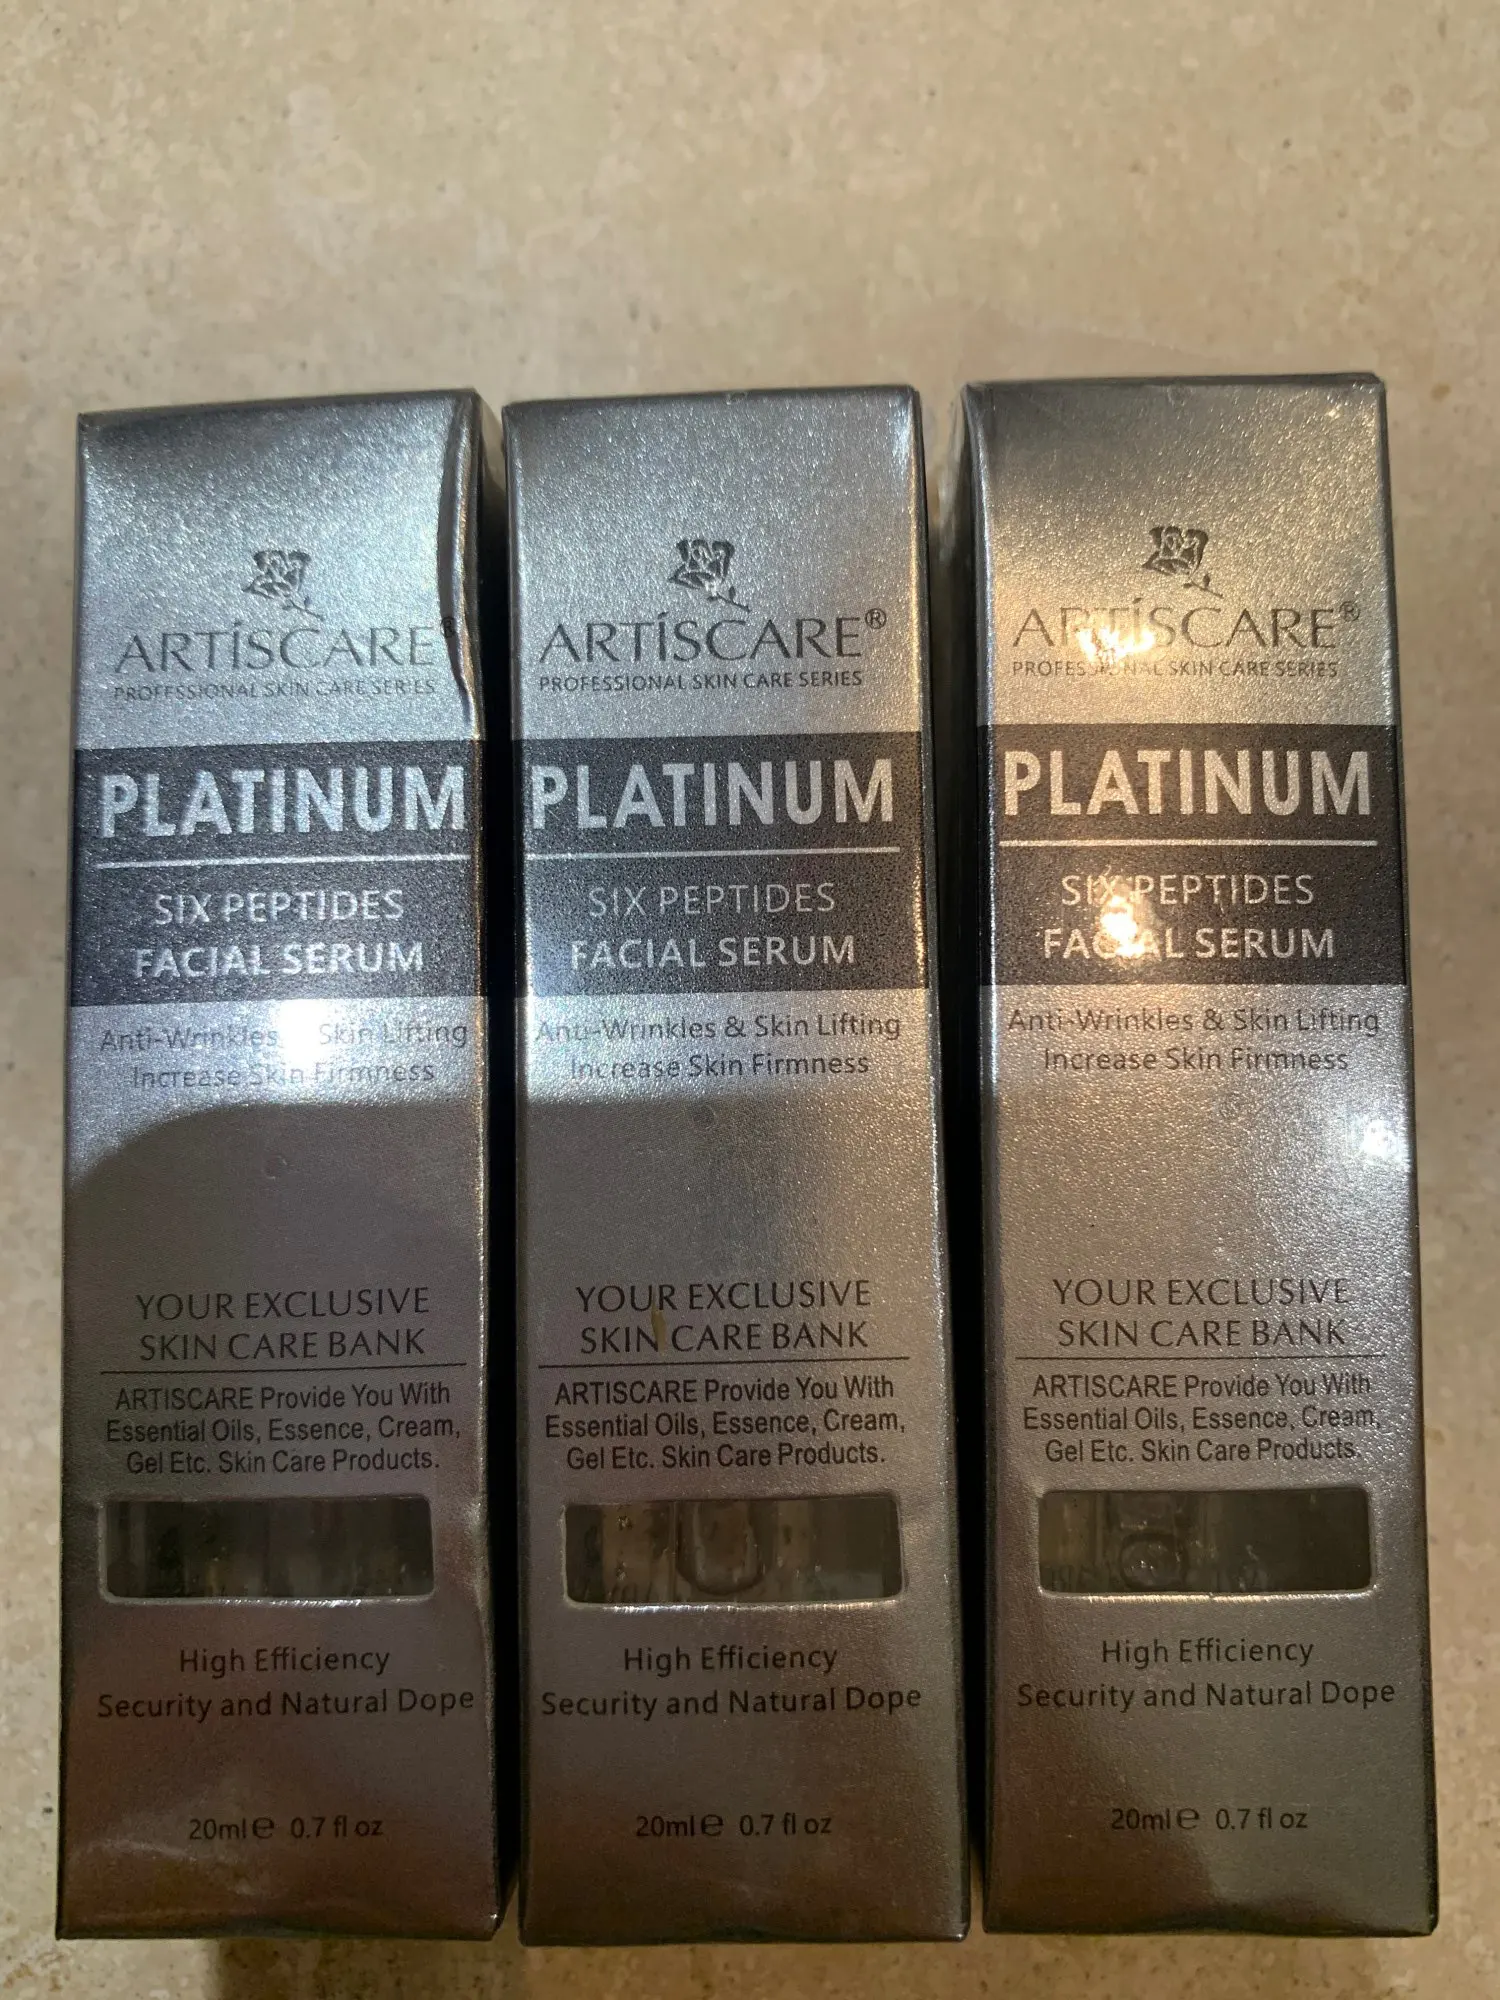 ARTÍSCARE®
PROFESSIONAL SKIN CARE SERIES
PLATINUM
SIX PEPTIDES
FACIAL SERUM
Anti-Wrinkles Skin Lifting
Increase Skin Firmness
YOUR EXCLUSIVE
SKIN CARE BANK
ARTISCARE Provide You With
Essential Oils, Essence, Cream,
Gel Etc. Skin Care Products.
High Efficiency
Security and Natural Dope
20ml℮ 0.7 fl oz
ARTÍSCARE®
PROFESSIONAL SKIN CARE SERIES
PLATINUM
SIX PEPTIDES
FACIAL SERUM
Anti-Wrinkles & Skin Lifting
Increase Skin Firmness
YOUR EXCLUSIVE
SKIN CARE BANK
ARTISCARE Provide You With
Essential Oils, Essence, Cream,
Gel Etc. Skin Care Products.
High Efficiency
Security and Natural Dope
20ml℮ 0.7 fl oz
ARTÍSCARE®
PROFESSIONAL SKIN CARE SERIES
PLATINUM
SIX PEPTIDES
FACIAL SERUM
Anti-Wrinkles & Skin Lifting
Increase Skin Firmness
YOUR EXCLUSIVE
SKIN CARE BANK
ARTISCARE Provide You With
Essential Oils, Essence, Cream,
Gel Etc. Skin Care Products.
High Efficiency
Security and Natural Dope
20ml℮ 0.7 fl oz